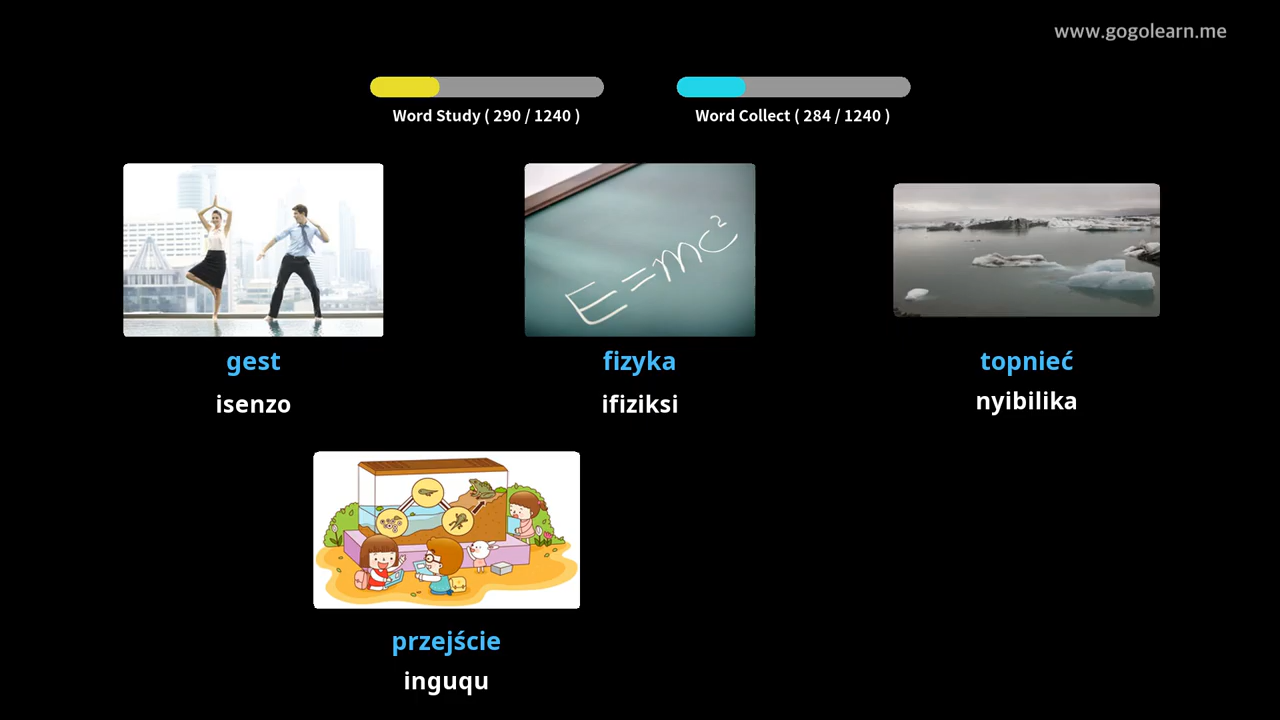 www.gogolearn.me
Word Study ( 290 / 1240 )
Word Collect ( 284 / 1240 )
E=mc²
gest
isenzo
fizyka
ifiziksi
topnieć
nyibilika
przejście
inguqu